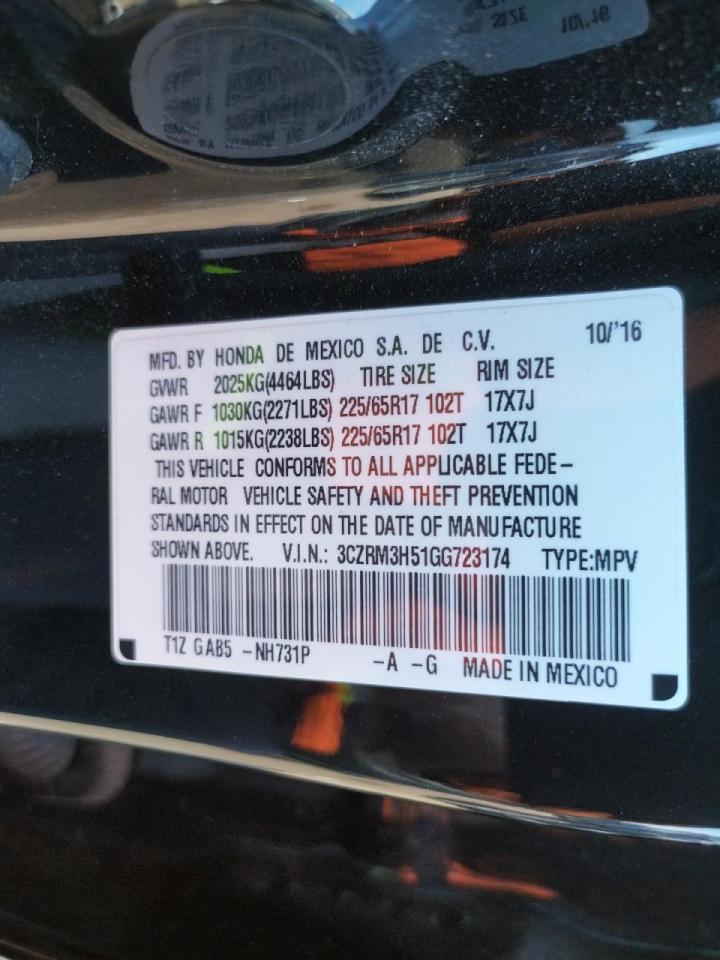 SIZE
10/'16
MFD. BY HONDA DE MEXICO S.A. DE C.V. 10/'16
GVWR 2025KG(4464LBS) TIRE SIZE RIM SIZE
GAWR F 1030KG(2271LBS) 225/65R17 102T 17X7J
GAWR R 1015KG(2238LBS) 225/65R17 102T 17X7J
THIS VEHICLE CONFORMS TO ALL APPLICABLE FEDE-
RAL MOTOR VEHICLE SAFETY AND THEFT PREVENTION
STANDARDS IN EFFECT ON THE DATE OF MANUFACTURE
SHOWN ABOVE. V.I.N.: 3CZRM3H51GG723174 TYPE:MPV
T1Z GAB5 -NH731P -A -G MADE IN MEXICO